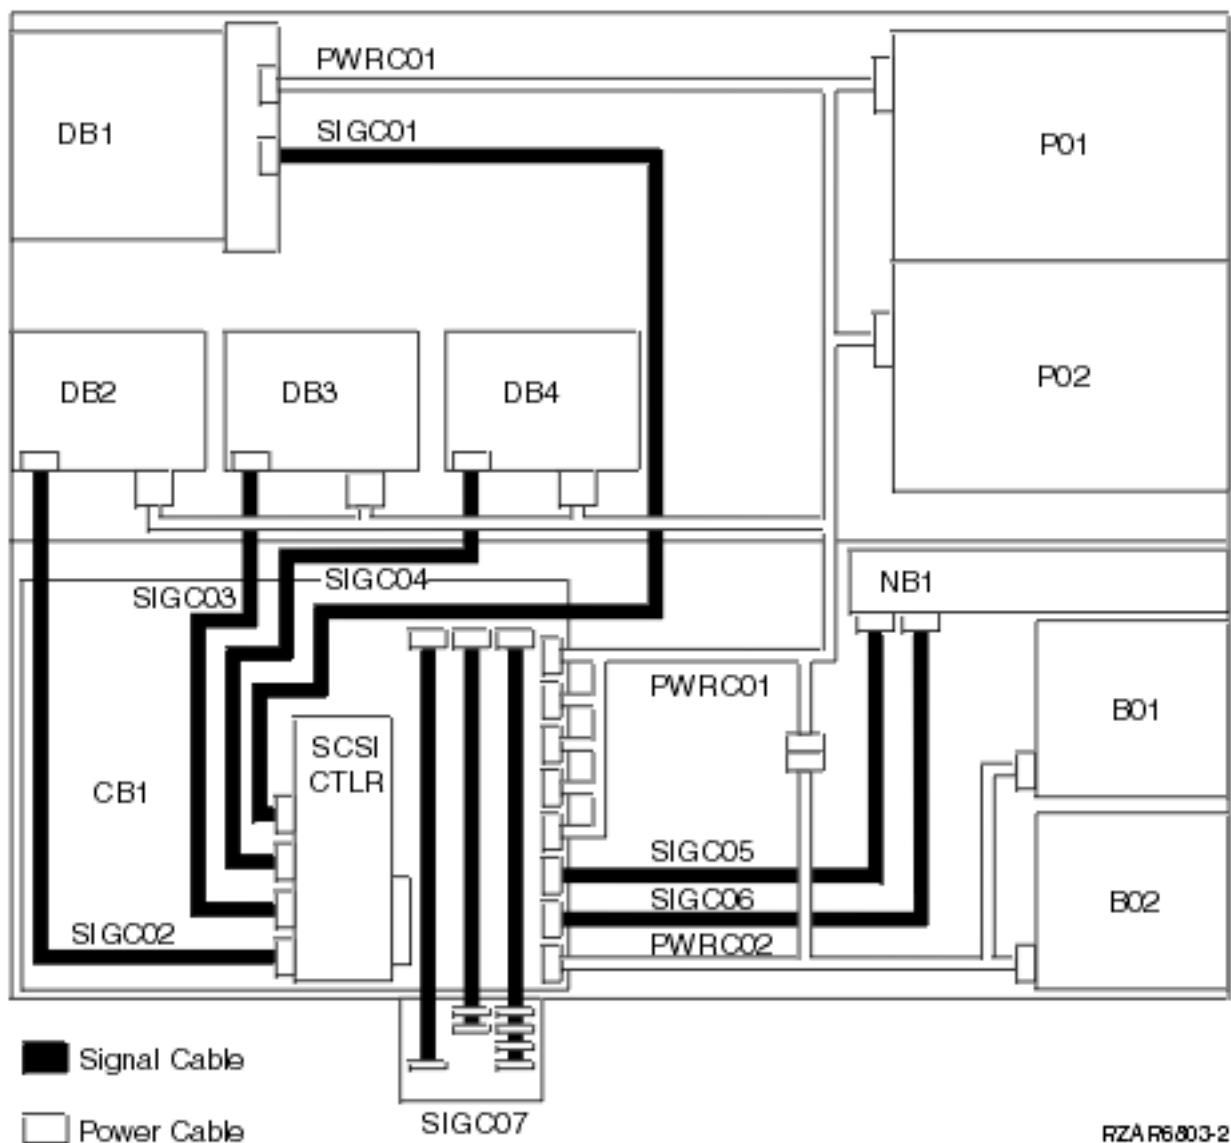 PWRC01
DB1
SIGC01
P01
DB2
DB3
DB4
P02
SIGC04
SIGC03
NB1
PWRC01
B01
SCSI
CTLR
CB1
SIGC05
SIGC06
B02
SIGC02
PWRC02
Signal Cable
SIGC07
Power Cable
RZAR6803-2